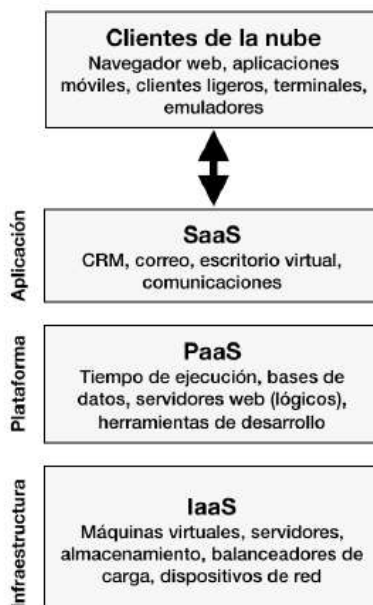 Clientes de la nube
Navegador web, aplicaciones
móviles, clientes ligeros, terminales,
emuladores
Aplicación
SaaS
CRM, correo, escritorio virtual,
comunicaciones
Plataforma
PaaS
Tiempo de ejecución, bases de
datos, servidores web (lógicos),
herramientas de desarrollo
Infraestructura
IaaS
Máquinas virtuales, servidores,
almacenamiento, balanceadores de
carga, dispositivos de red